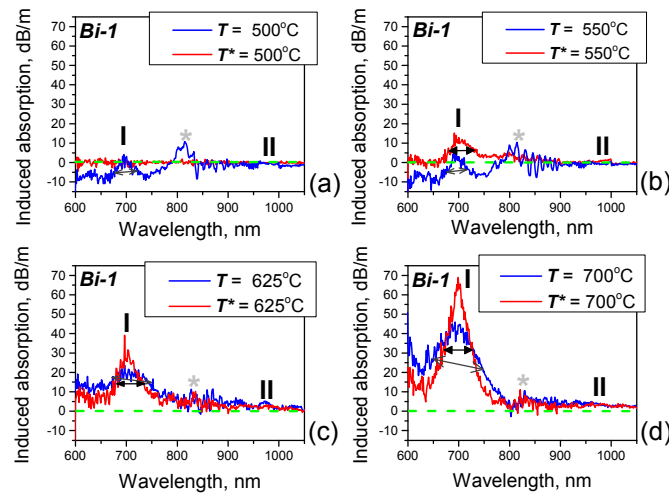 Bi-1
T = 500°C
T* = 500°C
I
*
II
(a)
Induced absorption, dB/m
70
60
50
40
30
20
10
0
-10
600 700 800 900 1000
Wavelength, nm
Bi-1
T = 550°C
T* = 550°C
I
*
II
(b)
Induced absorption, dB/m
70
60
50
40
30
20
10
0
-10
600 700 800 900 1000
Wavelength, nm
Bi-1
T = 625°C
T* = 625°C
I
*
II
(c)
Induced absorption, dB/m
70
60
50
40
30
20
10
0
-10
600 700 800 900 1000
Wavelength, nm
Bi-1
T = 700°C
T* = 700°C
I
*
II
(d)
Induced absorption, dB/m
70
60
50
40
30
20
10
0
-10
600 700 800 900 1000
Wavelength, nm